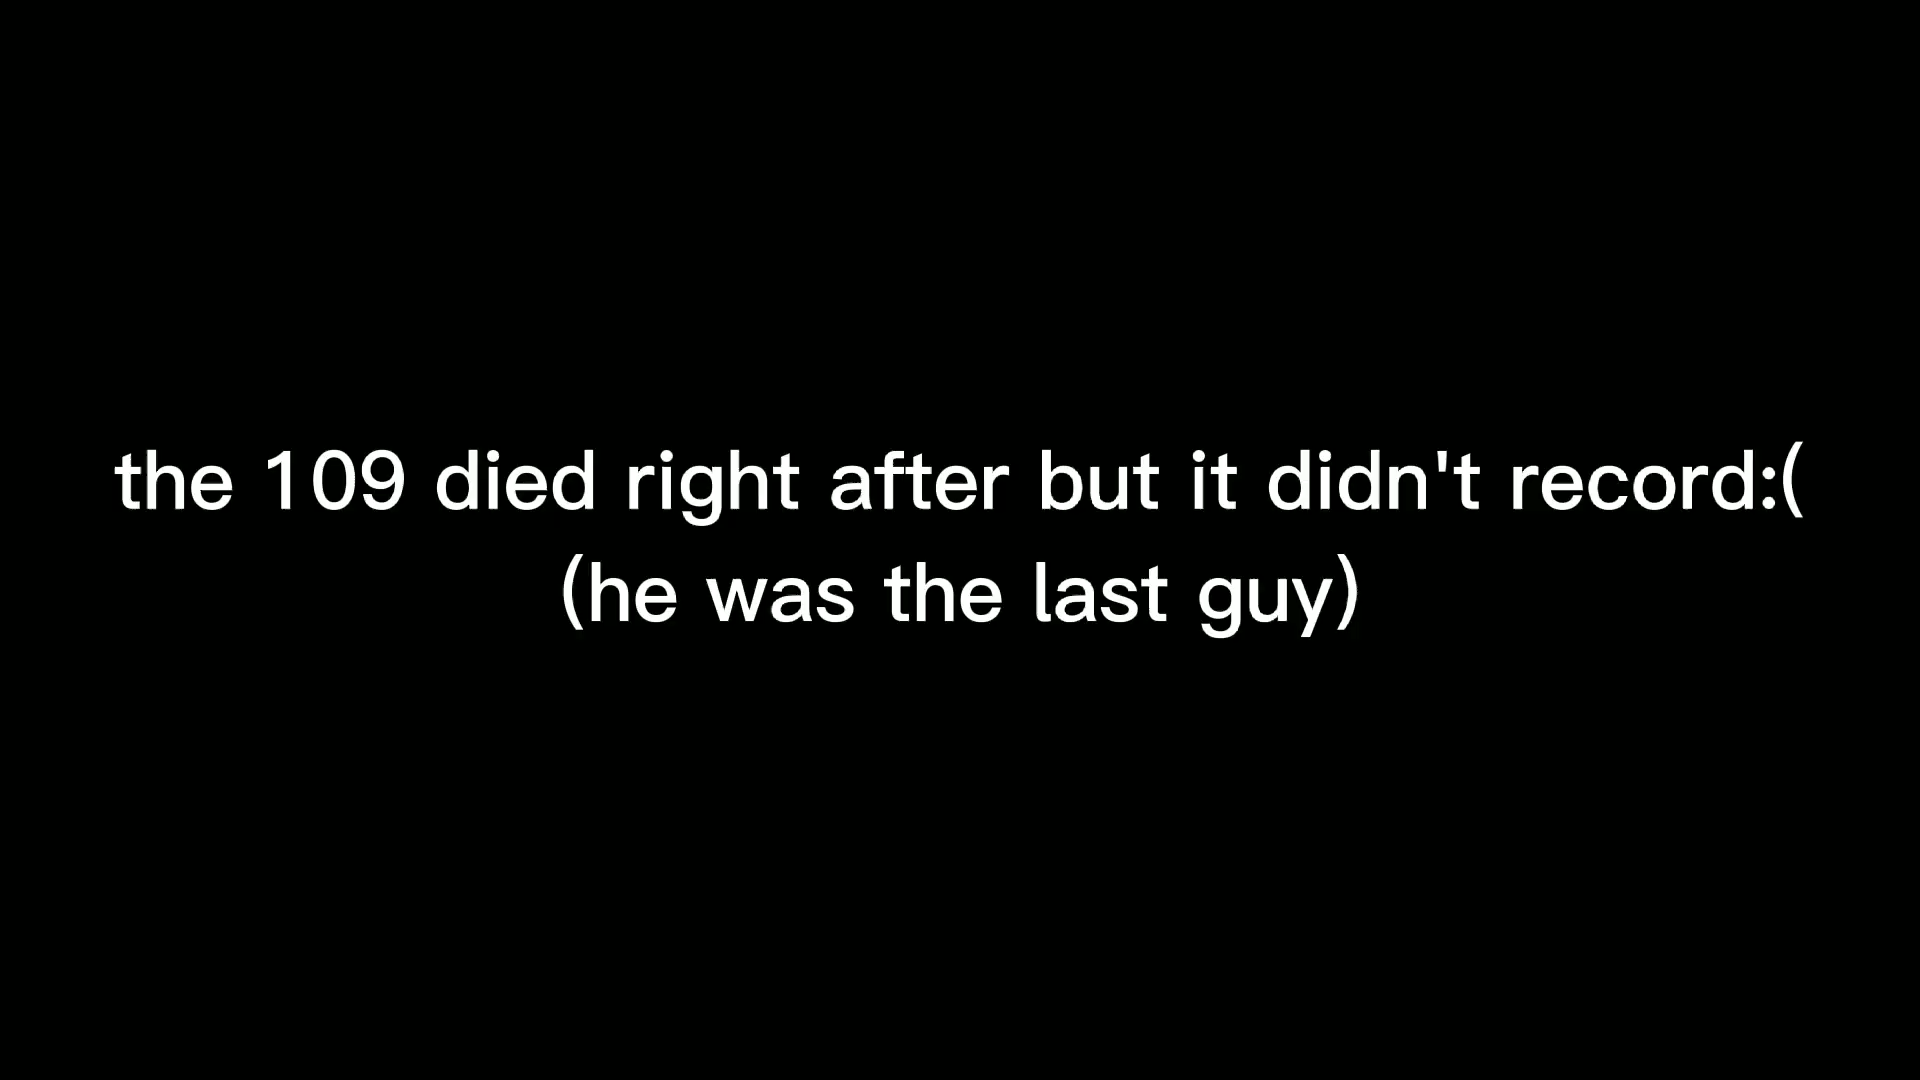 the 109 died right after but it didn't record:(
(he was the last guy)